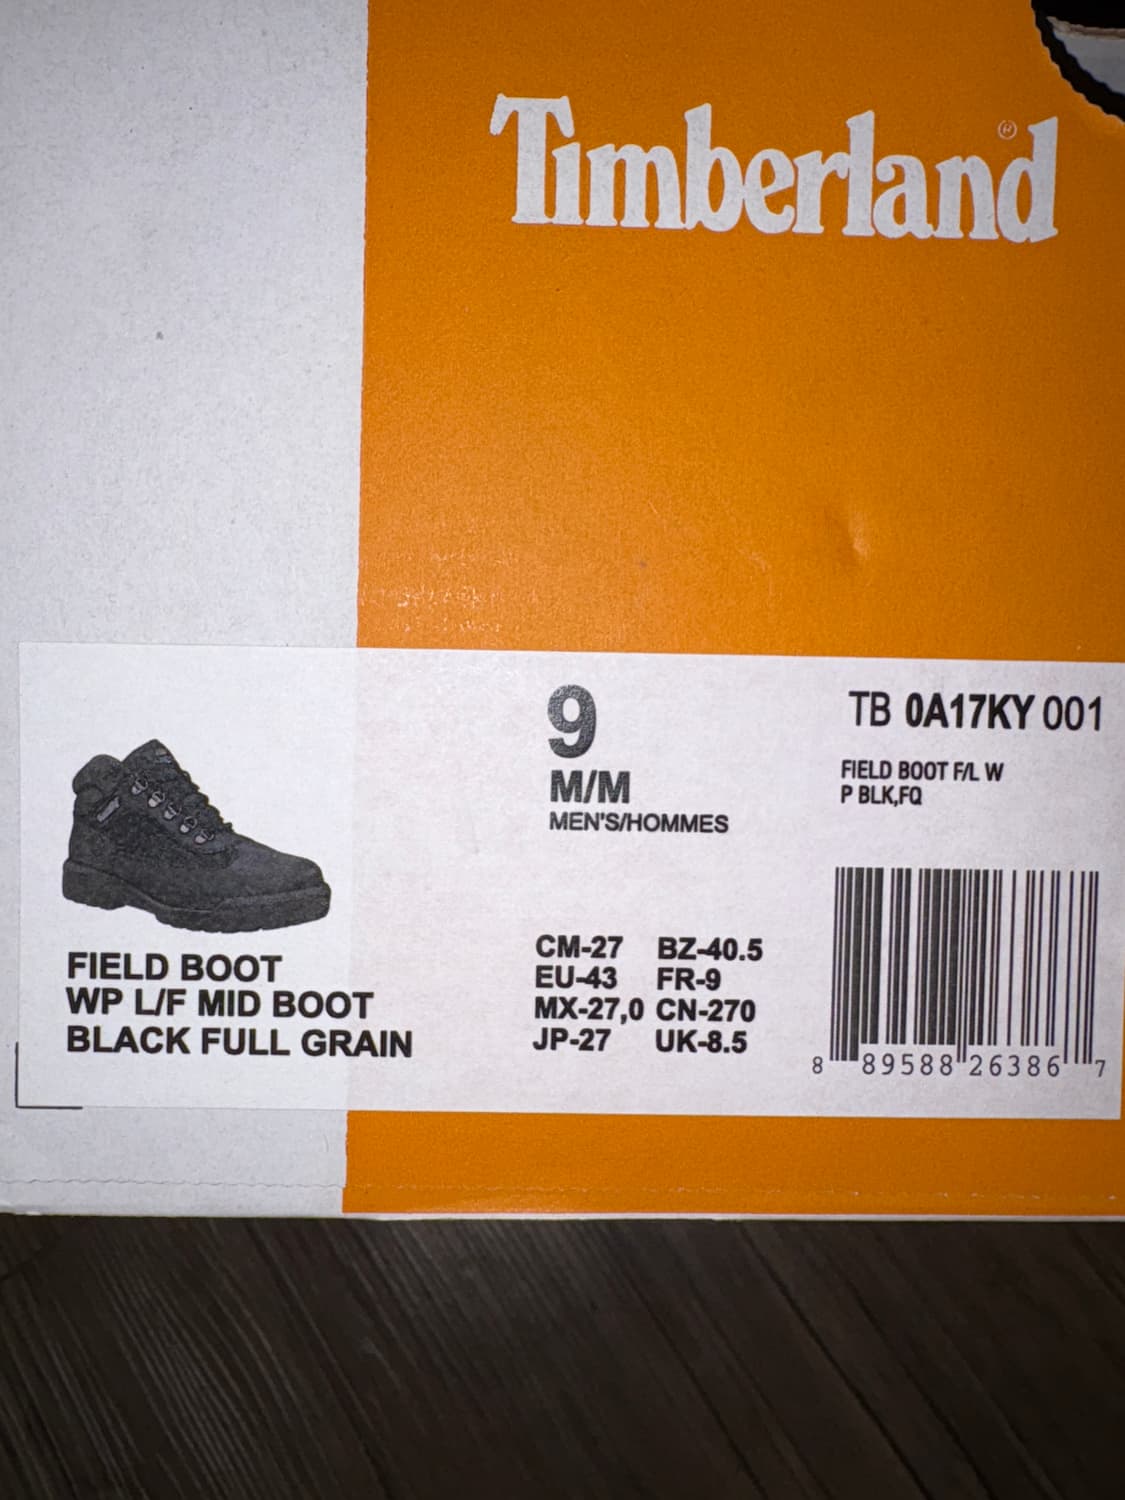 Timberland®
9
M/M
MEN'S/HOMMES
TB 0A17KY 001
FIELD BOOT F/L W
P BLK,FQ
FIELD BOOT
WP L/F MID BOOT
BLACK FULL GRAIN
CM-27 BZ-40.5
EU-43 FR-9
MX-27,0 CN-270
JP-27 UK-8.5
8 89588 26386 7